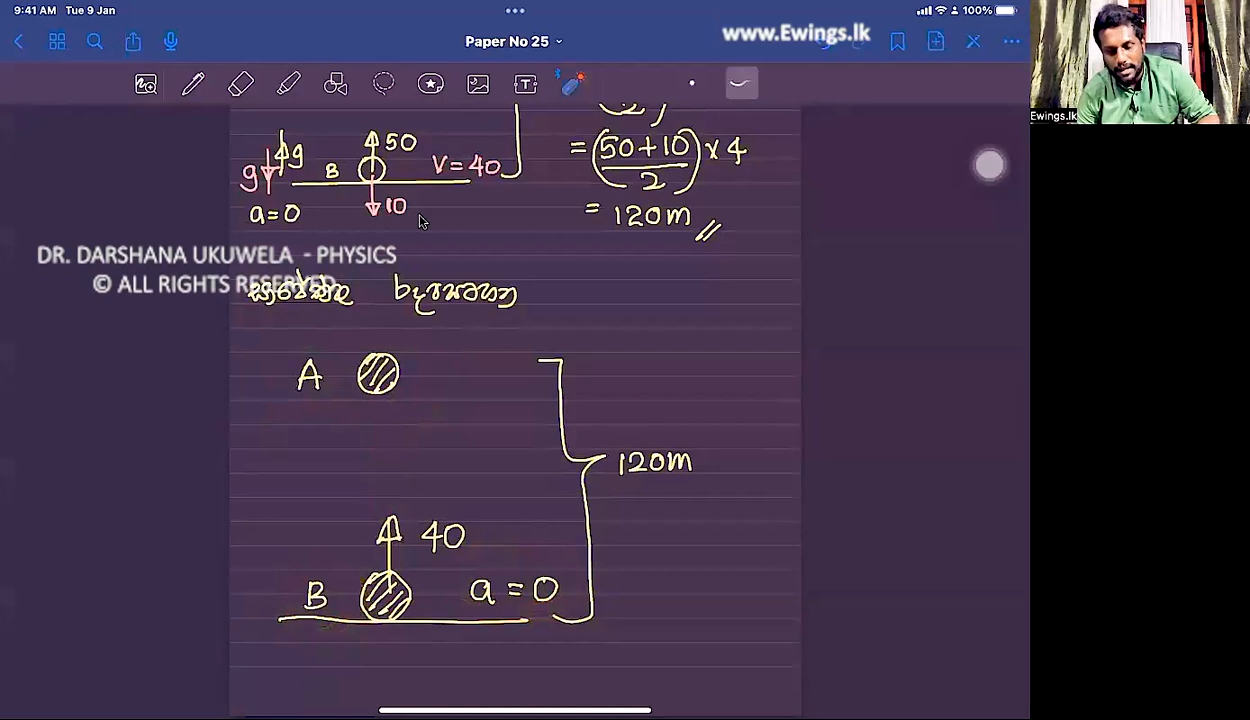 9:41 AM Tue 9 Jan
100%
Paper No 25
www.Ewings.lk
Ewings.lk
= (50+10/2) × 4
= 120m
g g B 50 V = 40
a = 0 10
DR. DARSHANA UKUWELA - PHYSICS
© ALL RIGHTS RESERVED
සාපේක්ෂ රූපසටහන
A
120m
40
B a = 0